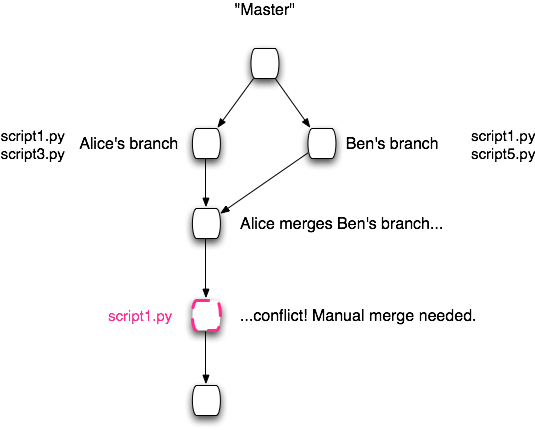 "Master"
script1.py
script3.py
Alice's branch
Ben's branch
script1.py
script5.py
Alice merges Ben's branch...
script1.py
...conflict! Manual merge needed.